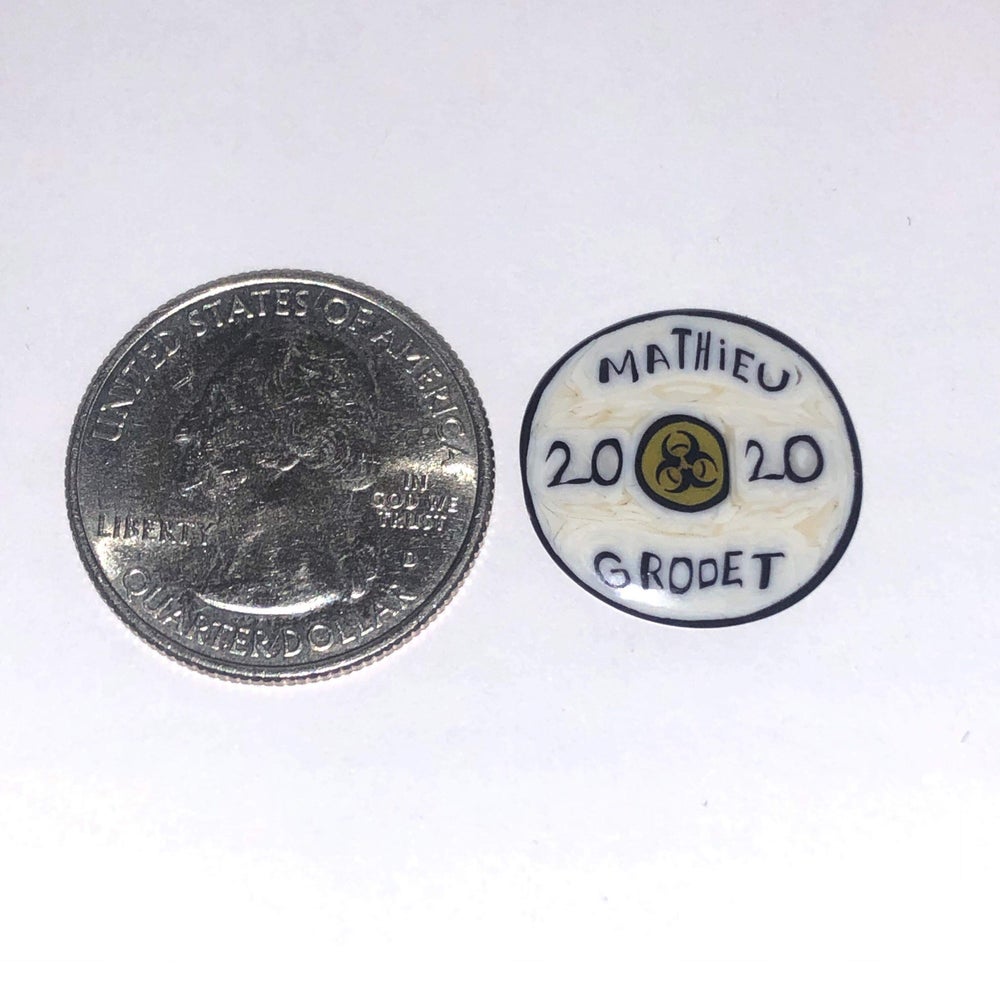 UNITED STATES OF AMERICA
LIBERTY
IN
GOD WE
TRUST
D
QUARTER DOLLAR
MATHiEU
20 20
GRODET